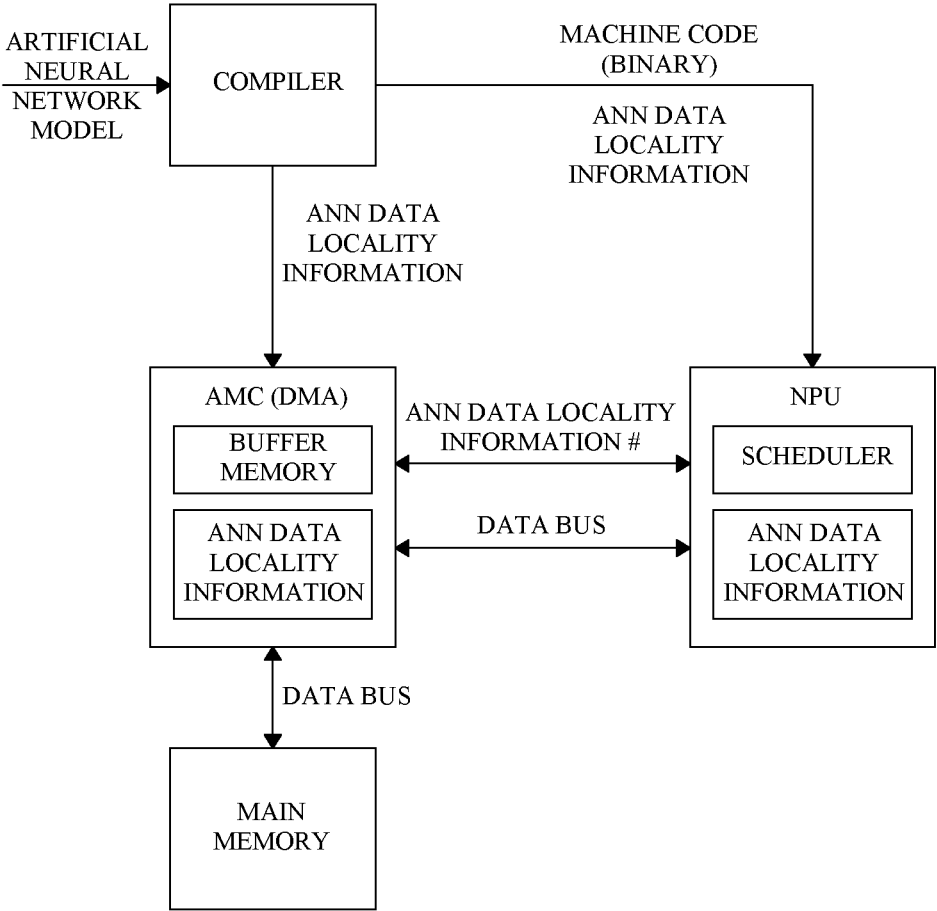 ARTIFICIAL
NEURAL
NETWORK
MODEL
COMPILER
MACHINE CODE
(BINARY)
ANN DATA
LOCALITY
INFORMATION
ANN DATA
LOCALITY
INFORMATION
AMC (DMA)
BUFFER
MEMORY
ANN DATA
LOCALITY
INFORMATION
ANN DATA LOCALITY
INFORMATION #
DATA BUS
NPU
SCHEDULER
ANN DATA
LOCALITY
INFORMATION
DATA BUS
MAIN
MEMORY